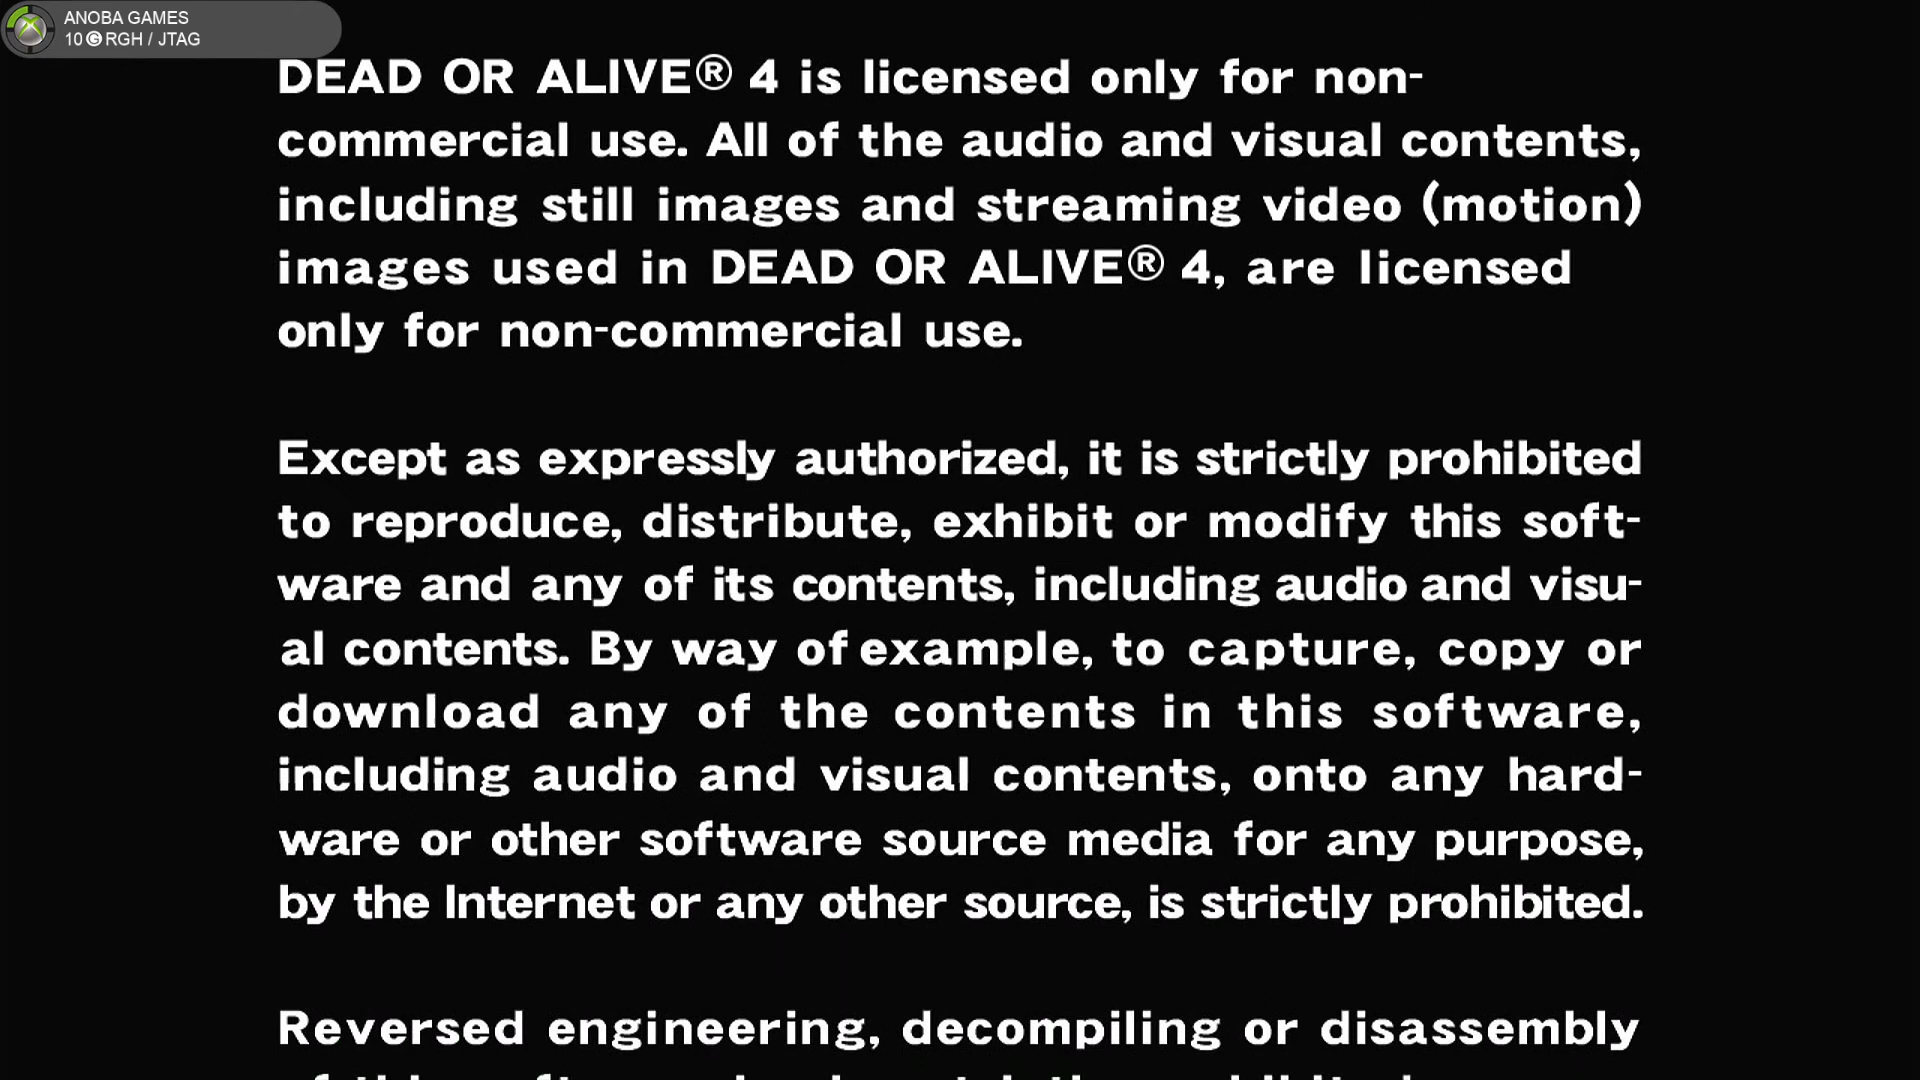 ANOBA GAMES
10 G RGH / JTAG
DEAD OR ALIVE® 4 is licensed only for non-
commercial use. All of the audio and visual contents,
including still images and streaming video (motion)
images used in DEAD OR ALIVE® 4, are licensed
only for non-commercial use.
Except as expressly authorized, it is strictly prohibited
to reproduce, distribute, exhibit or modify this soft-
ware and any of its contents, including audio and visu-
al contents. By way of example, to capture, copy or
download any of the contents in this software,
including audio and visual contents, onto any hard-
ware or other software source media for any purpose,
by the Internet or any other source, is strictly prohibited.
Reversed engineering, decompiling or disassembly